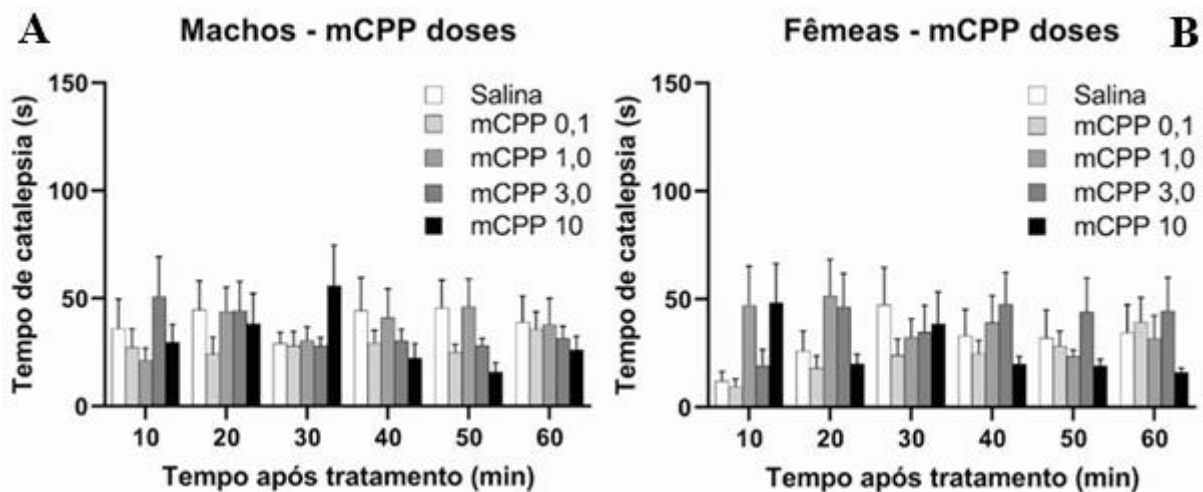 A
Machos - mCPP doses
Tempo de catalepsia (s)
150
100
50
0
Salina
mCPP 0,1
mCPP 1,0
mCPP 3,0
mCPP 10
10 20 30 40 50 60
Tempo após tratamento (min)
Fêmeas - mCPP doses
B
Tempo de catalepsia (s)
150
100
50
0
Salina
mCPP 0,1
mCPP 1,0
mCPP 3,0
mCPP 10
10 20 30 40 50 60
Tempo após tratamento (min)